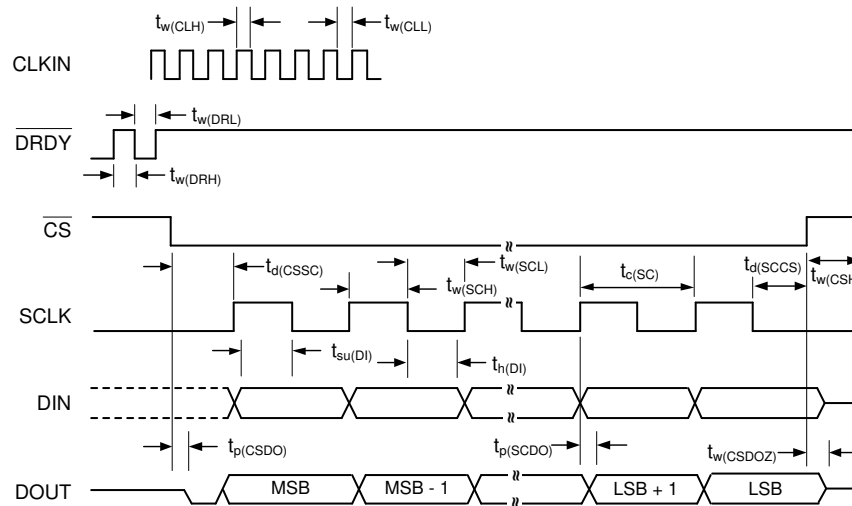 tw(CLH)
tw(CLL)
CLKIN
tw(DRL)
DRDY
tw(DRH)
CS
td(CSSC)
tw(SCL)
tc(SC)
td(SCCS)
tw(SCH)
tw(CSH
SCLK
tsu(DI)
th(DI)
DIN
tp(CSDO)
tp(SCDO)
tw(CSDOZ)
DOUT
MSB
MSB - 1
LSB + 1
LSB